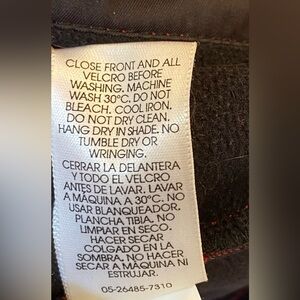 CLOSE FRONT AND ALL
VELCRO BEFORE
WASHING. MACHINE
WASH 30°C. DO NOT
BLEACH. COOL IRON.
DO NOT DRY CLEAN.
HANG DRY IN SHADE. NO
TUMBLE DRY OR
WRINGING.
CERRAR LA DELANTERA
Y TODO EL VELCRO
ANTES DE LAVAR. LAVAR
A MÁQUINA A 30°C. NO
USAR BLANQUEADOR.
PLANCHA TIBIA. NO
LIMPIAR EN SECO.
HACER SECAR
COLGADO EN LA
SOMBRA. NO HACER
SECAR A MÁQUINA NI
ESTRUJAR.
05-26485-7310